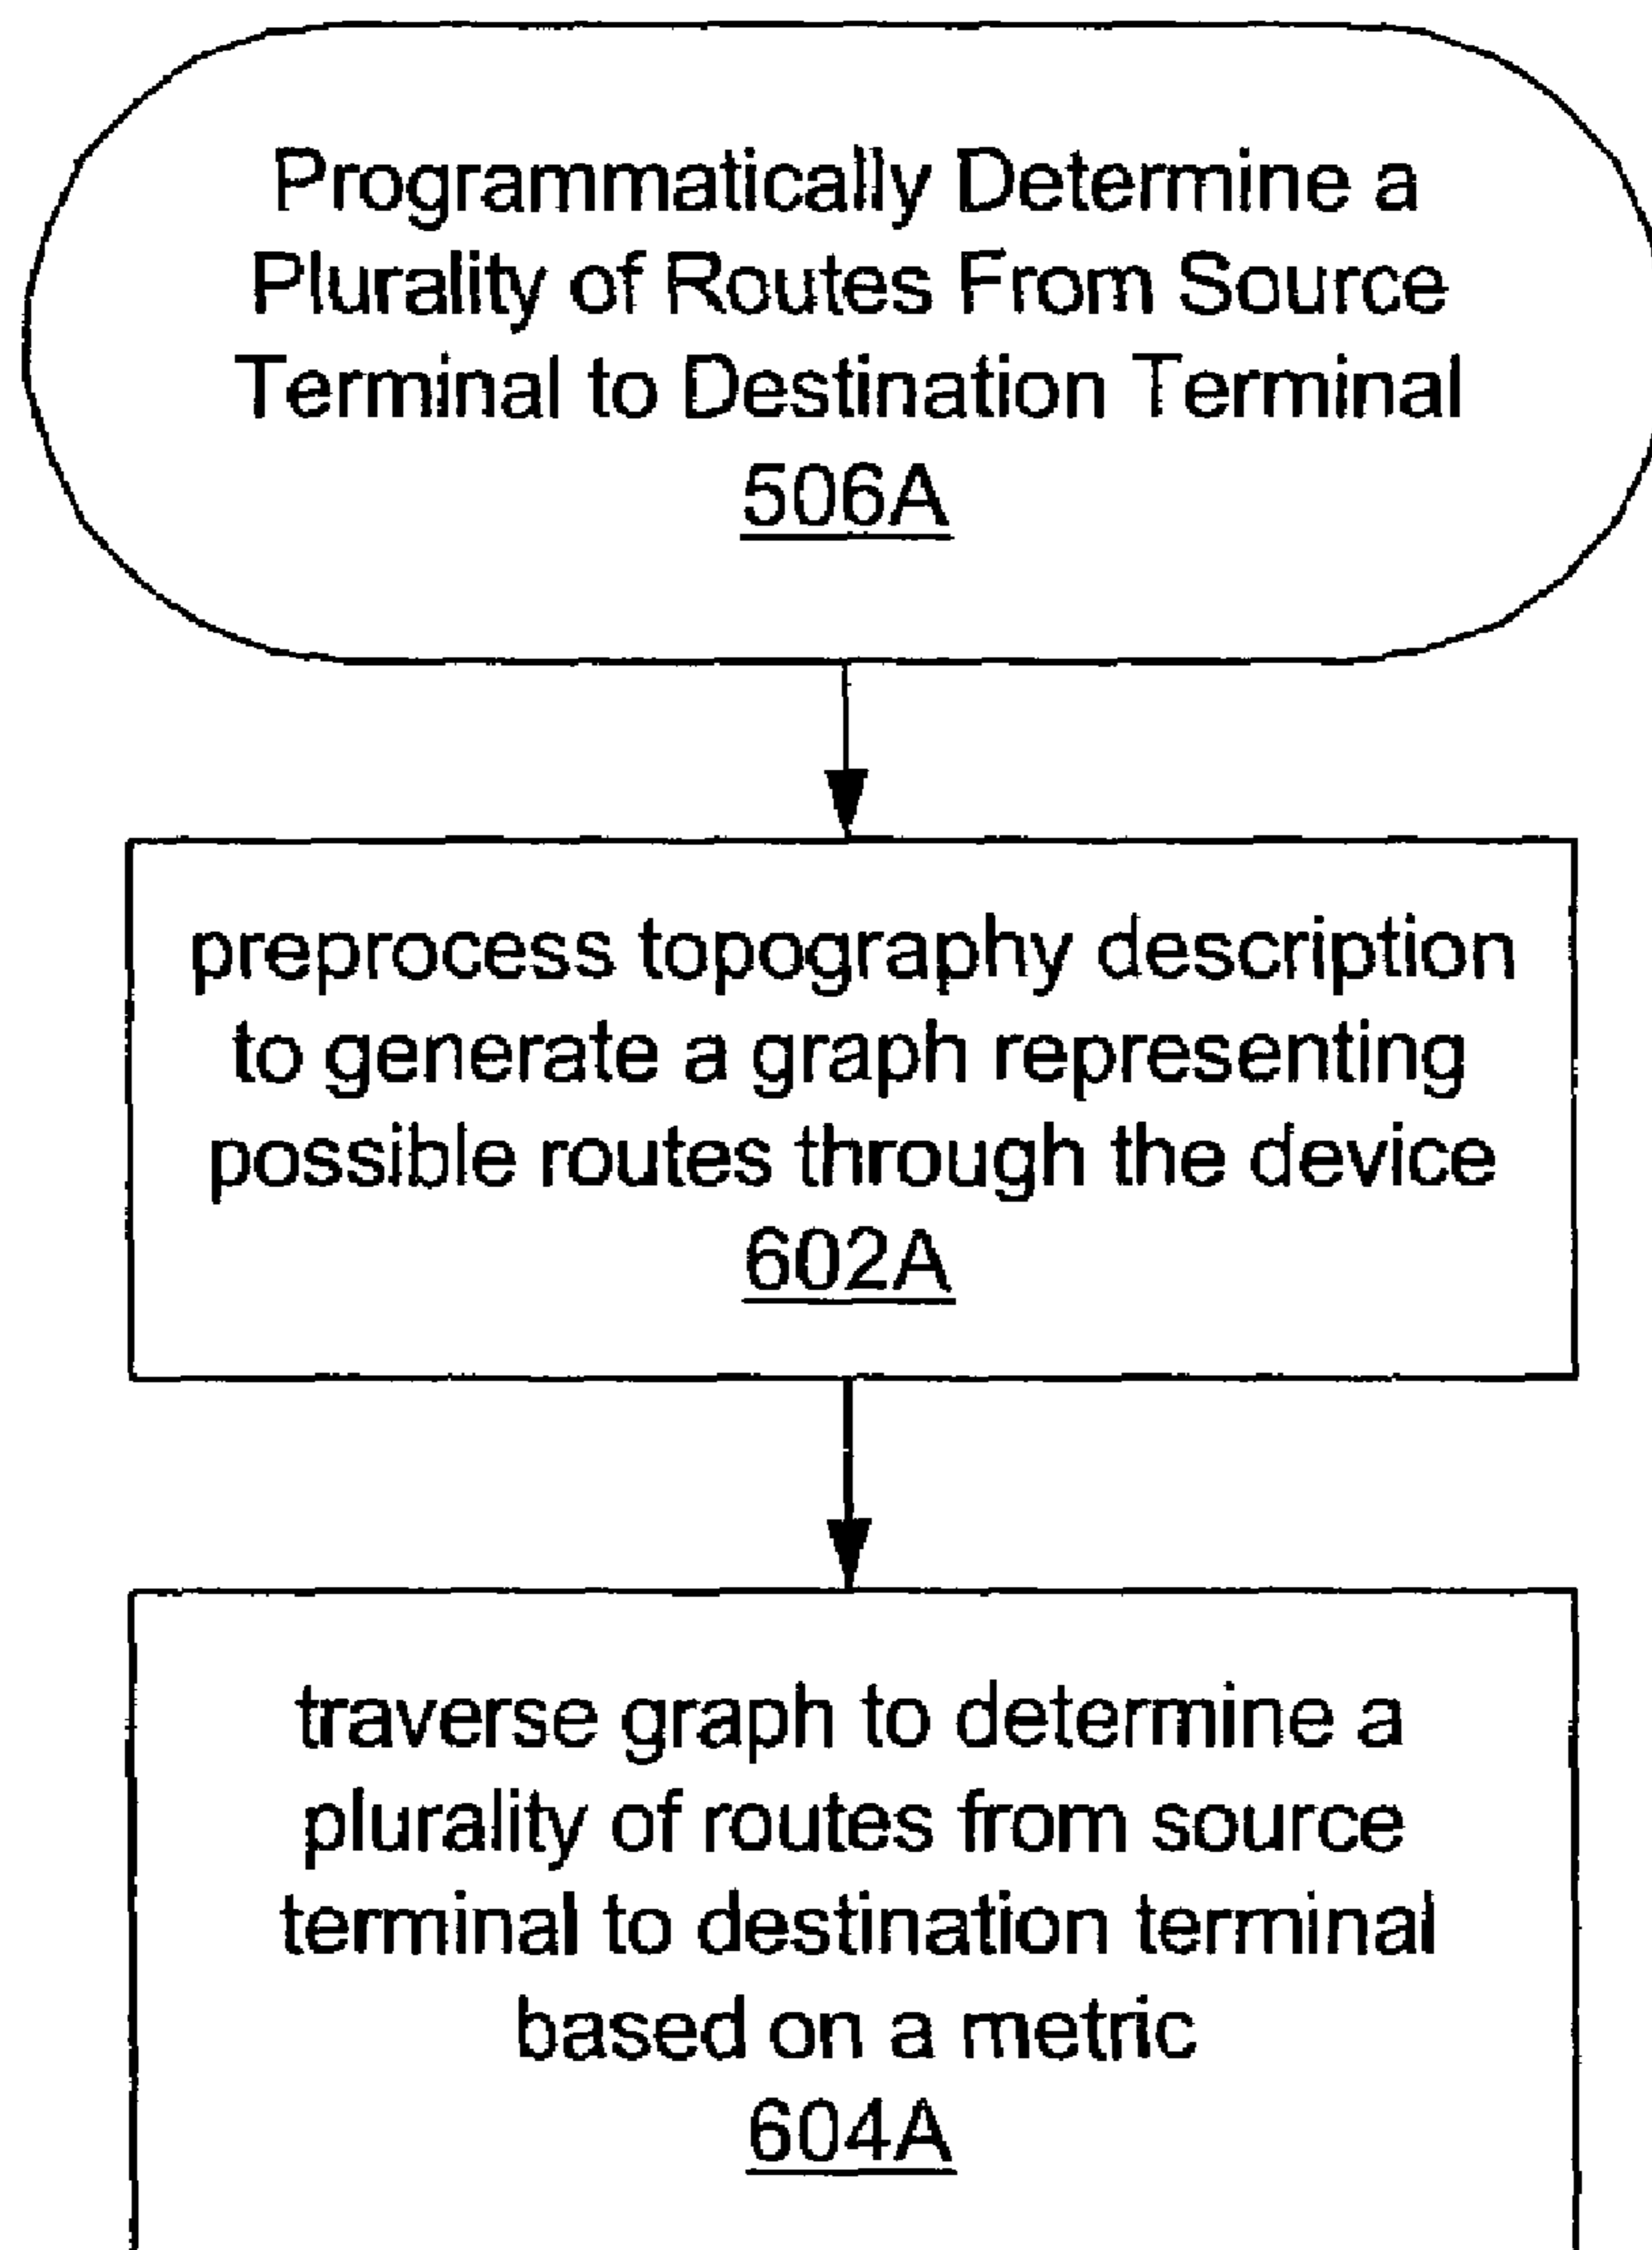 Programmatically Determine a
Plurality of Routes From Source
Terminal to Destination Terminal
506A
preprocess topography description
to generate a graph representing
possible routes through the device
602A
traverse graph to determine a
plurality of routes from source
terminal to destination terminal
based on a metric
604A